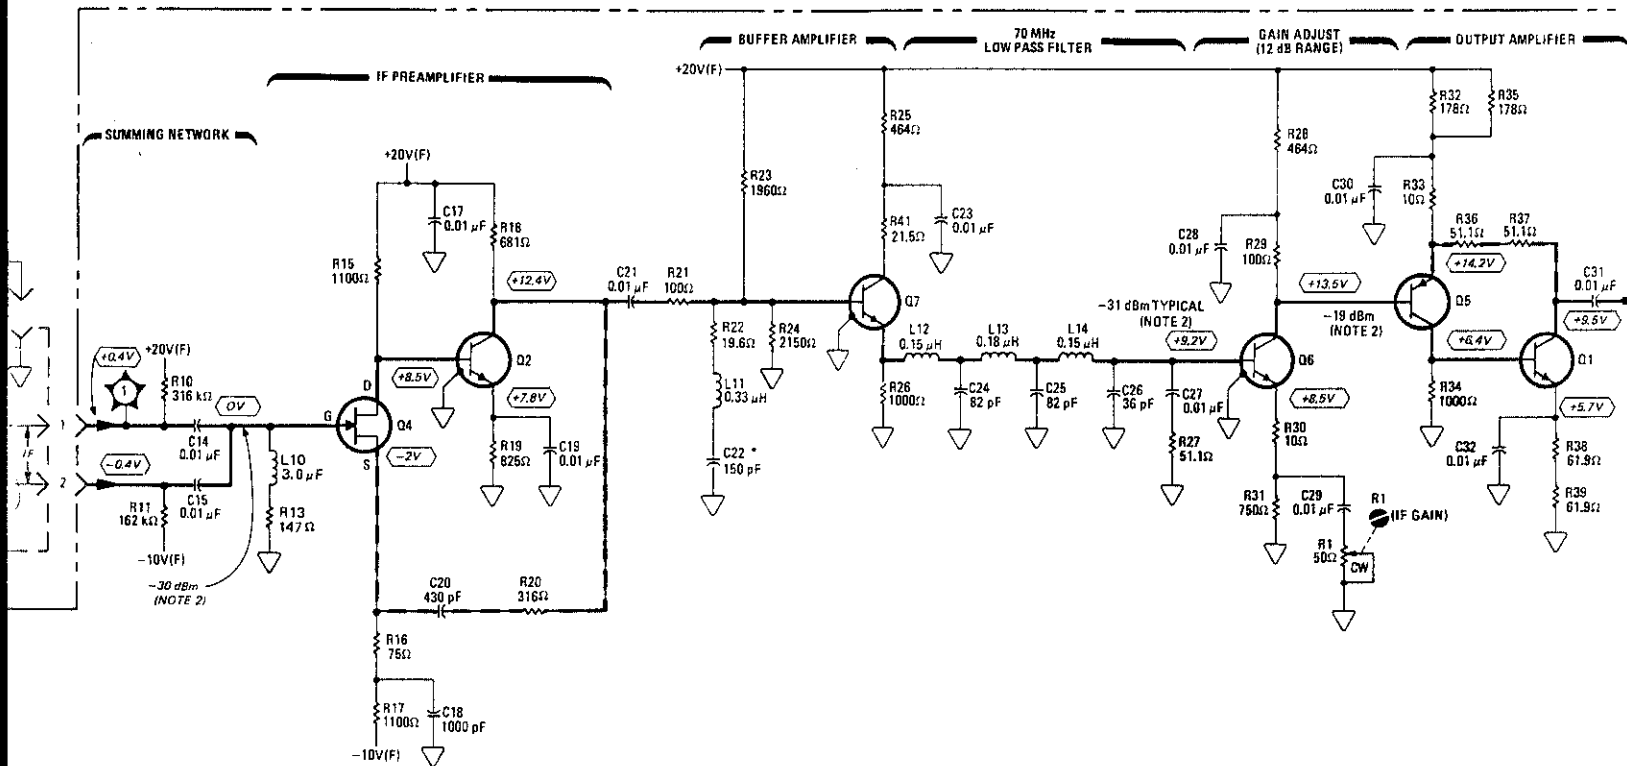 BUFFER AMPLIFIER
70 MHz
LOW PASS FILTER
GAIN ADJUST
(12 dB RANGE)
OUTPUT AMPLIFIER
IF PREAMPLIFIER
SUMMING NETWORK
+20V(F)
+20V(F)
+20V(F)
R10
316 kΩ
+0.4V
1
1
2
IF
-0.4V
R11
162 kΩ
-10V(F)
C14
0.01 µF
C15
0.01 µF
0V
-30 dBm
(NOTE 2)
L10
3.0 µF
R13
147 Ω
G
D
S
Q4
-2V
R15
1100Ω
C17
0.01 µF
R18
681Ω
+12.4V
+8.5V
Q2
+7.8V
R19
825Ω
C19
0.01 µF
C20
430 pF
R20
316Ω
R16
75Ω
R17
1100Ω
C18
1000 pF
-10V(F)
C21
0.01 µF
R21
100Ω
R23
1960Ω
R22
19.6Ω
R24
2150Ω
L11
0.33 µH
C22 *
150 pF
R25
464Ω
R41
21.5Ω
C23
0.01 µF
Q7
R26
1000Ω
L12
0.15 µH
L13
0.18 µH
L14
0.15 µH
C24
82 pF
C25
82 pF
C26
36 pF
C27
0.01 µF
R27
51.1Ω
-31 dBm TYPICAL
(NOTE 2)
+9.2V
R28
464Ω
C28
0.01 µF
R29
100Ω
+13.5V
Q6
+8.5V
R30
10Ω
R31
750Ω
C29
0.01 µF
R1
(IF GAIN)
R1
50Ω
CW
-19 dBm
(NOTE 2)
R32
178Ω
R35
178Ω
C30
0.01 µF
R33
10Ω
R36
51.1Ω
R37
51.1Ω
+14.2V
Q5
+6.4V
R34
1000Ω
C31
0.01 µF
+9.5V
Q1
+5.7V
C32
0.01 µF
R38
61.9Ω
R39
61.9Ω